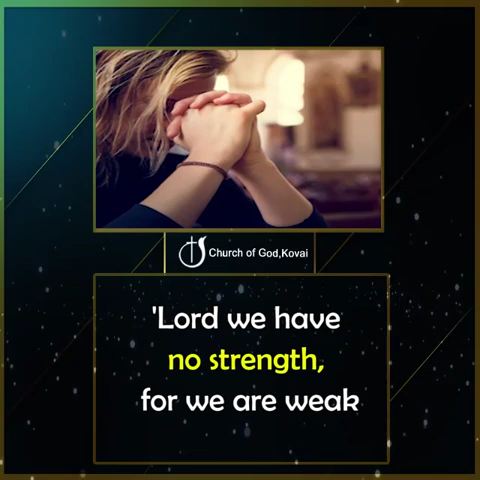 Church of God,Kovai
'Lord we have
no strength,
for we are weak